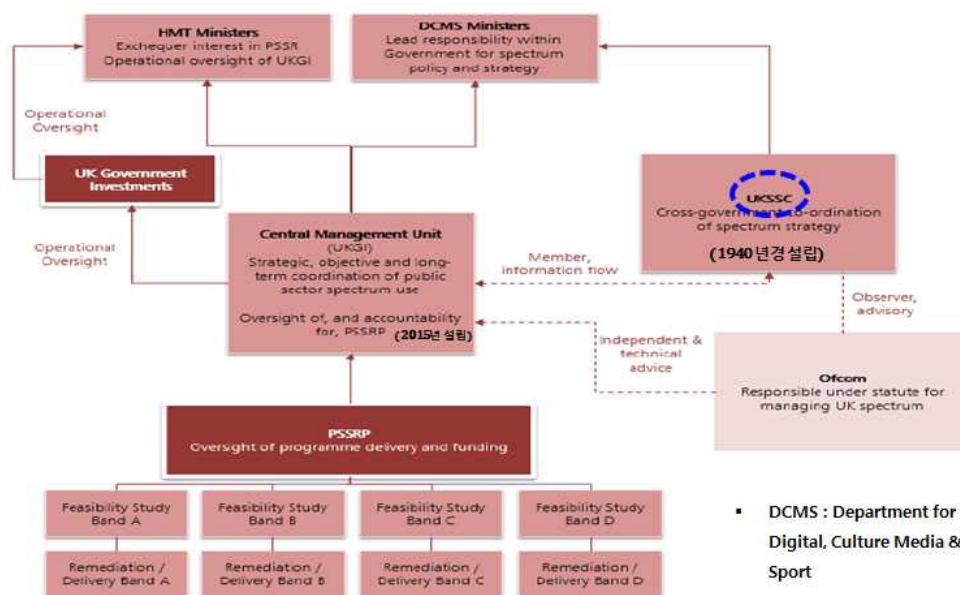 HMT Ministers
Exchequer interest in PSSR
Operational oversight of UKGI
DCMS Ministers
Lead responsibility within
Government for spectrum
policy and strategy
Operational
Oversight
UK Government
Investments
UKSSC
Cross-government co-ordination
of spectrum strategy
(1940년경 설립)
Central Management Unit
(UKGI)
Strategic, objective and long-
term coordination of public
sector spectrum use
Oversight of, and accountability
for, PSSRP (2015년 설립)
Operational
Oversight
Member,
information flow
Observer,
advisory
Independent &
technical
advice
Ofcom
Responsible under statute for
managing UK spectrum
PSSRP
Oversight of programme delivery and funding
Feasibility Study
Band A
Feasibility Study
Band B
Feasibility Study
Band C
Feasibility Study
Band D
Remediation /
Delivery Band A
Remediation /
Delivery Band B
Remediation /
Delivery Band C
Remediation /
Delivery Band D
▪ DCMS : Department for
Digital, Culture Media &
Sport